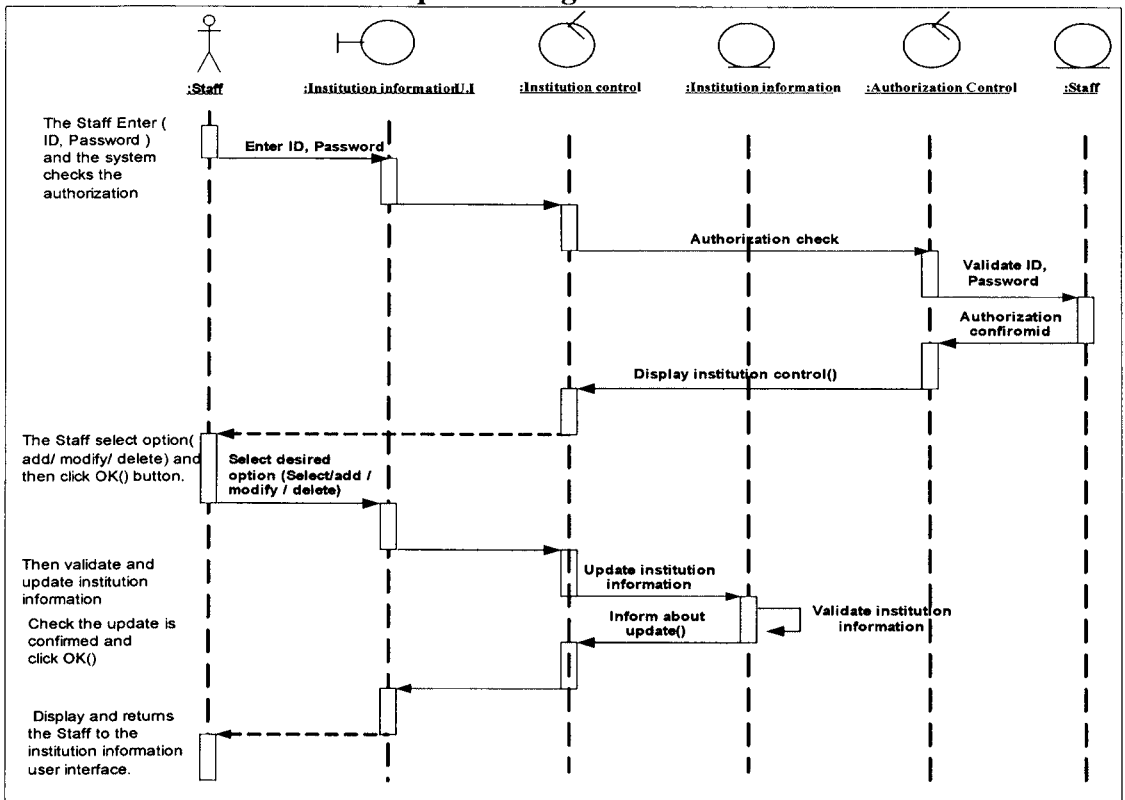 :Staff
:Institution informationU.I
:Institution control
:Institution information
:Authorization Control
:Staff
The Staff Enter (
ID, Password )
and the system
checks the
authorization
Enter ID, Password
Authorization check
Validate ID,
Password
Authorization
confiromid
Display institution control()
The Staff select option(
add/ modify/ delete) and
then click OK() button.
Select desired
option (Select/add /
modify / delete)
Then validate and
update institution
information
Update institution
information
Validate institution
information
Inform about
update()
Check the update is
confirmed and
click OK()
Display and returns
the Staff to the
institution information
user interface.